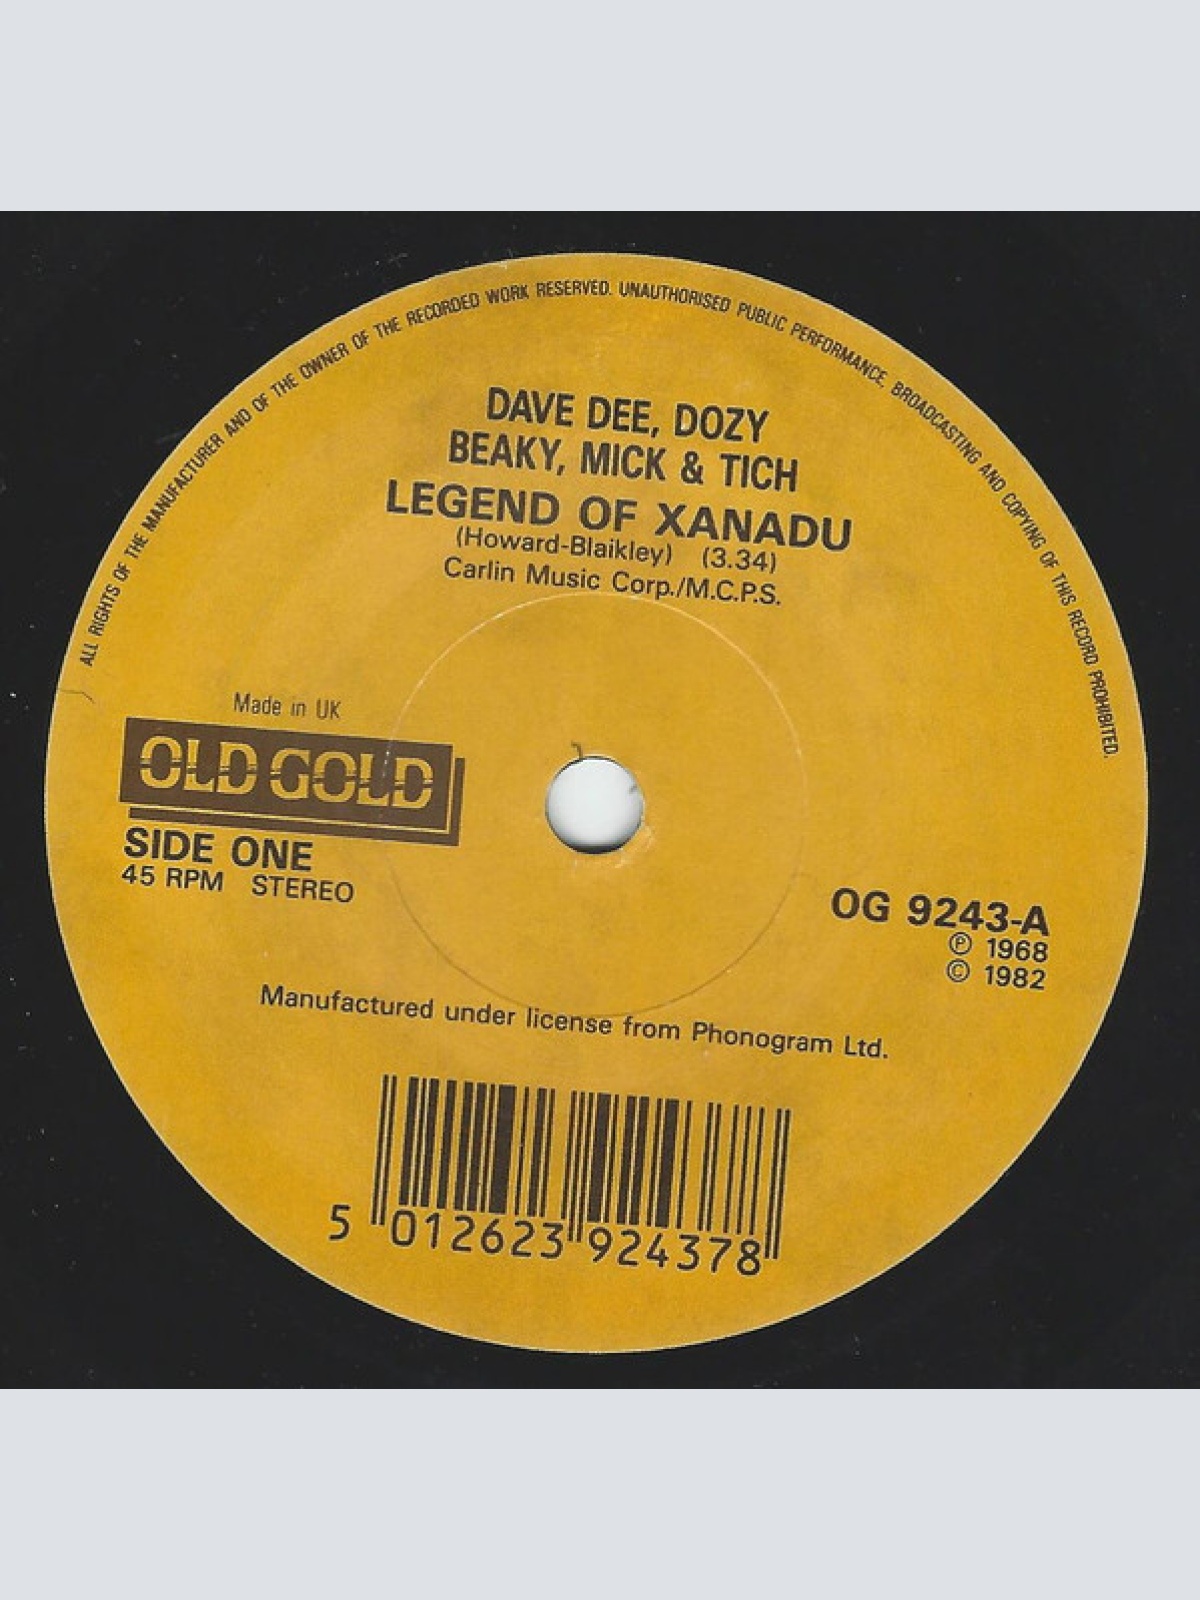 ALL RIGHTS OF THE MANUFACTURER AND OF THE OWNER OF THE RECORDED WORK RESERVED. UNAUTHORISED PUBLIC PERFORMANCE, BROADCASTING AND COPYING OF THIS RECORD PROHIBITED.
DAVE DEE, DOZY
BEAKY, MICK & TICH
LEGEND OF XANADU
(Howard-Blaikley) (3.34)
Carlin Music Corp./M.C.P.S.
Made in UK
OLD GOLD
SIDE ONE
45 RPM STEREO
OG 9243-A
℗ 1968
© 1982
Manufactured under license from Phonogram Ltd.
5 012623 924378